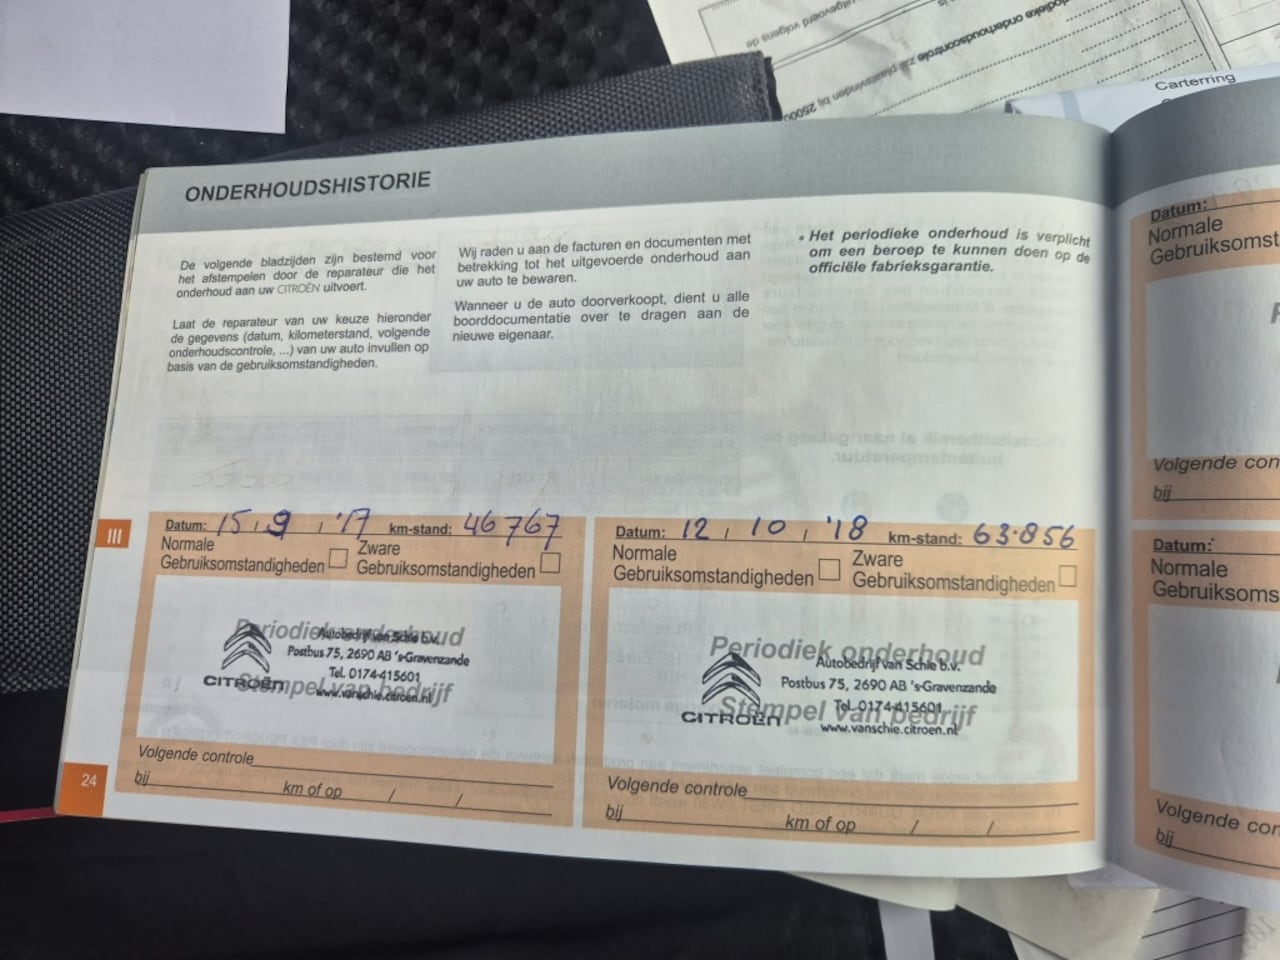 Carterring
ONDERHOUDSHISTORIE
De volgende bladzijden zijn bestemd voor
het afstempelen door de reparateur die het
onderhoud aan uw CITROËN uitvoert.
Laat de reparateur van uw keuze hieronder
de gegevens (datum, kilometerstand, volgende
onderhoudscontrole, ...) van uw auto invullen op
basis van de gebruiksomstandigheden.
Wij raden u aan de facturen en documenten met
betrekking tot het uitgevoerde onderhoud aan
uw auto te bewaren.
Wanneer u de auto doorverkoopt, dient u alle
boorddocumentatie over te dragen aan de
nieuwe eigenaar.
• Het periodieke onderhoud is verplicht
om een beroep te kunnen doen op de
officiële fabrieksgarantie.
III
Datum: 15 / 9 / '17 km-stand: 46767
Normale
Gebruiksomstandigheden
Zware
Gebruiksomstandigheden
Periodiek onderhoud
Stempel van bedrijf
Autobedrijf van Schie b.v.
Postbus 75, 2690 AB 's-Gravenzande
Tel. 0174-415601
www.vanschie.citroen.nl
CITROËN
Volgende controle
bij km of op / /
Datum: 12 / 10 / '18 km-stand: 63.856
Normale
Gebruiksomstandigheden
Zware
Gebruiksomstandigheden
Periodiek onderhoud
Stempel van bedrijf
Autobedrijf van Schie b.v.
Postbus 75, 2690 AB 's-Gravenzande
Tel. 0174-415601
www.vanschie.citroen.nl
CITROËN
Volgende controle
bij km of op / /
24
Datum:
Normale
Gebruiksomst
Volgende con
bij
Datum:
Normale
Gebruiksoms
Volgende con
bij